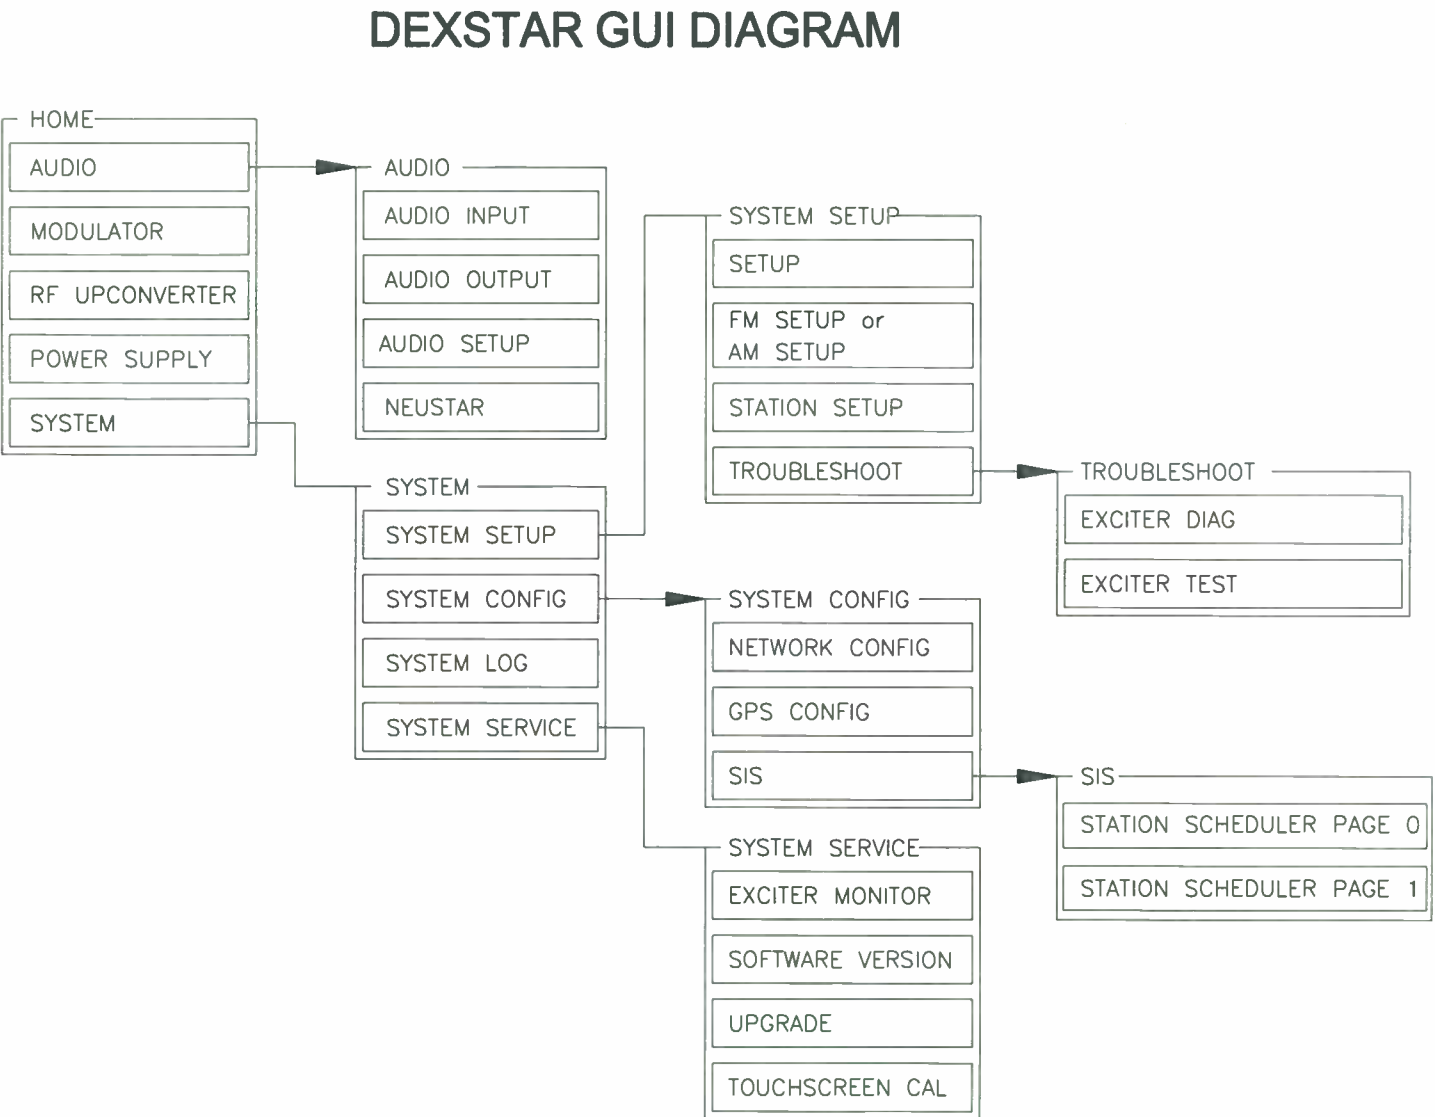 DEXSTAR GUI DIAGRAM
HOME
AUDIO
MODULATOR
RF UPCONVERTER
POWER SUPPLY
SYSTEM
AUDIO
AUDIO INPUT
AUDIO OUTPUT
AUDIO SETUP
NEUSTAR
SYSTEM
SYSTEM SETUP
SYSTEM CONFIG
SYSTEM LOG
SYSTEM SERVICE
SYSTEM SETUP
SETUP
FM SETUP or
AM SETUP
STATION SETUP
TROUBLESHOOT
SYSTEM CONFIG
NETWORK CONFIG
GPS CONFIG
SIS
SYSTEM SERVICE
EXCITER MONITOR
SOFTWARE VERSION
UPGRADE
TOUCHSCREEN CAL
TROUBLESHOOT
EXCITER DIAG
EXCITER TEST
SIS
STATION SCHEDULER PAGE 0
STATION SCHEDULER PAGE 1